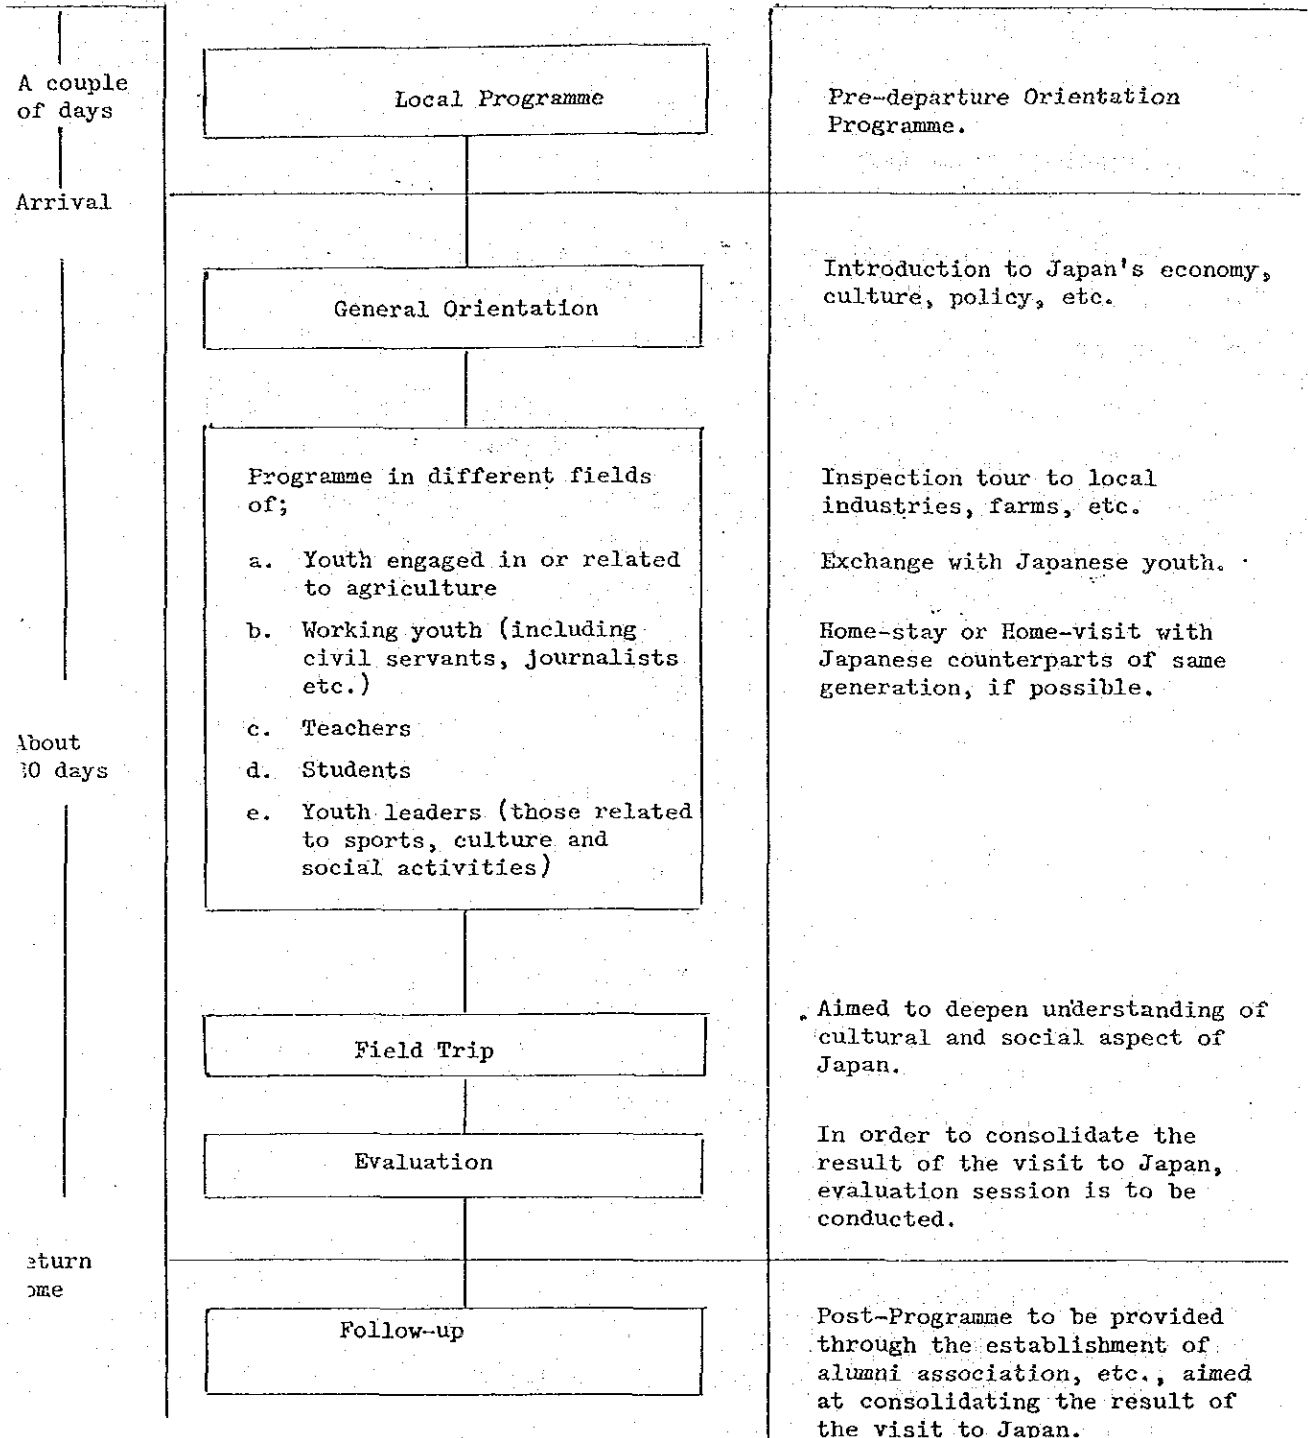 A couple
of days
Local Programme
Pre-departure Orientation
Programme.
Arrival
General Orientation
Introduction to Japan's economy,
culture, policy, etc.
Programme in different fields
of;
a. Youth engaged in or related
to agriculture
b. Working youth (including
civil servants, journalists
etc.)
c. Teachers
d. Students
e. Youth leaders (those related
to sports, culture and
social activities)
Inspection tour to local
industries, farms, etc.
Exchange with Japanese youth.
Home-stay or Home-visit with
Japanese counterparts of same
generation, if possible.
About
days
Field Trip
Aimed to deepen understanding of
cultural and social aspect of
Japan.
Evaluation
In order to consolidate the
result of the visit to Japan,
evaluation session is to be
conducted.
eturn
ome
Follow-up
Post-Programme to be provided
through the establishment of
alumni association, etc., aimed
at consolidating the result of
the visit to Japan.